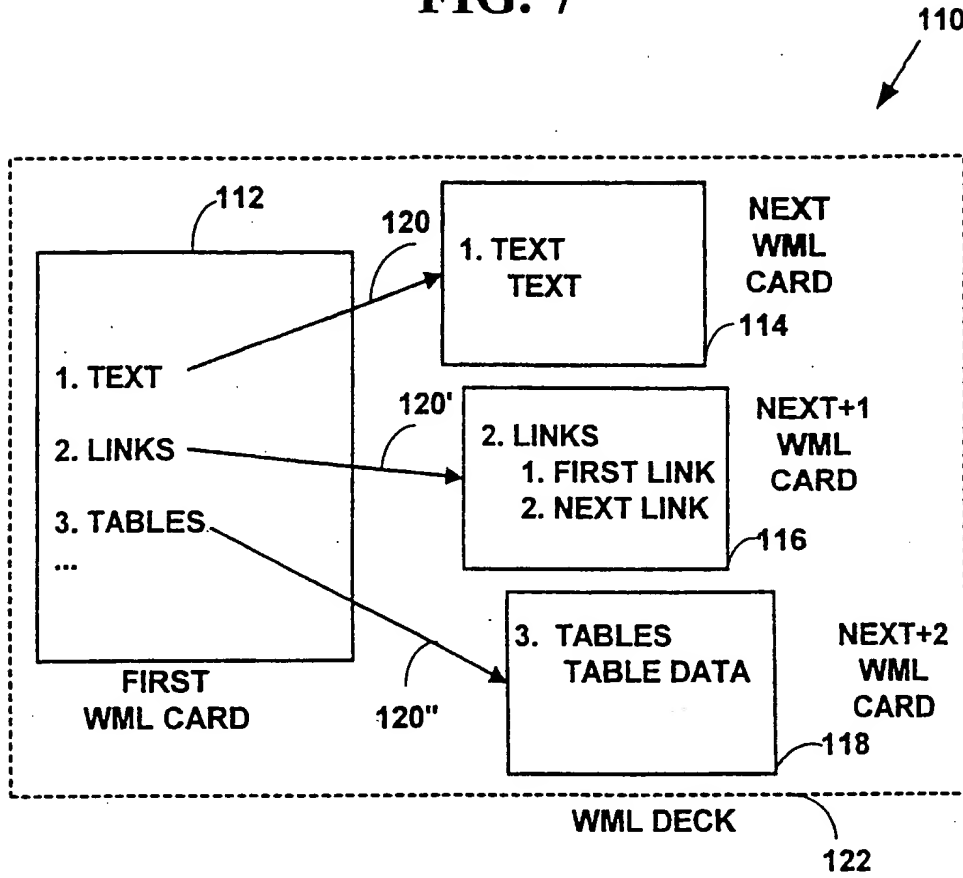 FIG. 7
110
112
120
1. TEXT
TEXT
NEXT
WML
CARD
114
1. TEXT
2. LINKS
3. TABLES
...
120'
2. LINKS
1. FIRST LINK
2. NEXT LINK
NEXT+1
WML
CARD
116
3. TABLES
TABLE DATA
NEXT+2
WML
CARD
118
FIRST
WML CARD
120"
WML DECK
122